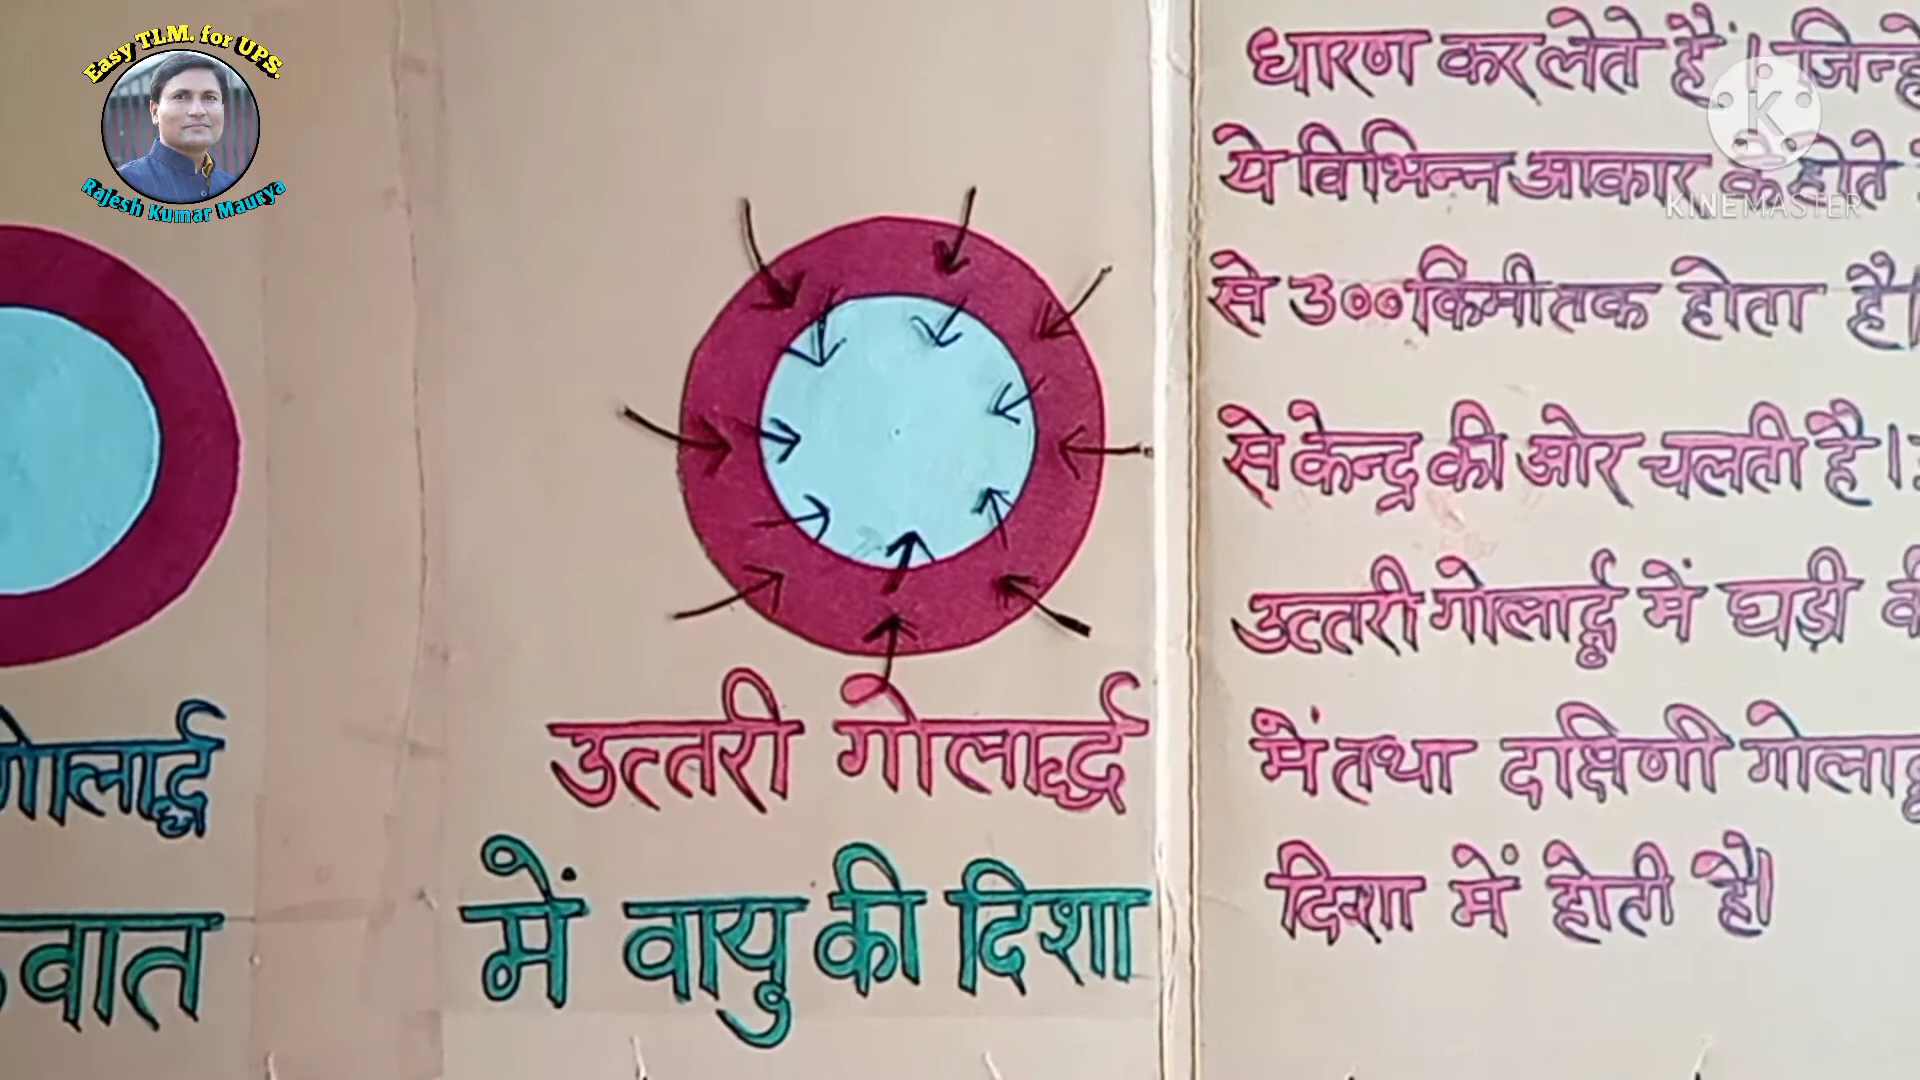 Easy TLM. for UPS.
Rajesh Kumar Maurya
KINEMASTER
गोलार्द्ध
वात
उत्तरी गोलार्द्ध
में वायु की दिशा
धारण कर लेते हैं। जिन्हे
ये विभिन्न आकार के होते
से 300 किमी तक होता है।
से केन्द्र की ओर चलती है।
उत्तरी गोलार्द्ध में घड़ी की
में तथा दक्षिणी गोलार्द्ध
दिशा में होती है।